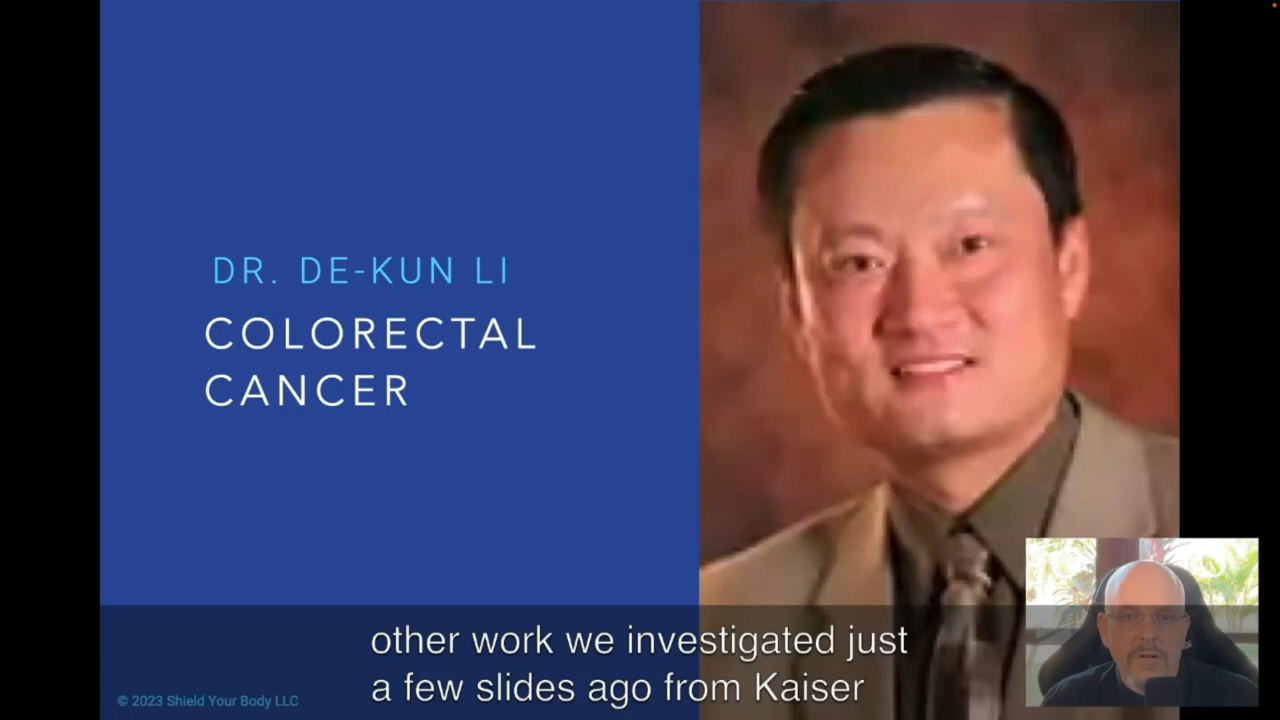 DR. DE-KUN LI
COLORECTAL
CANCER
other work we investigated just
a few slides ago from Kaiser
© 2023 Shield Your Body LLC